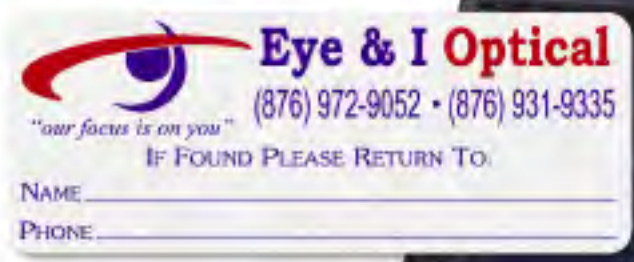 Eye & I Optical
(876) 972-9052 • (876) 931-9335
"our focus is on you"
IF FOUND PLEASE RETURN TO:
NAME
PHONE